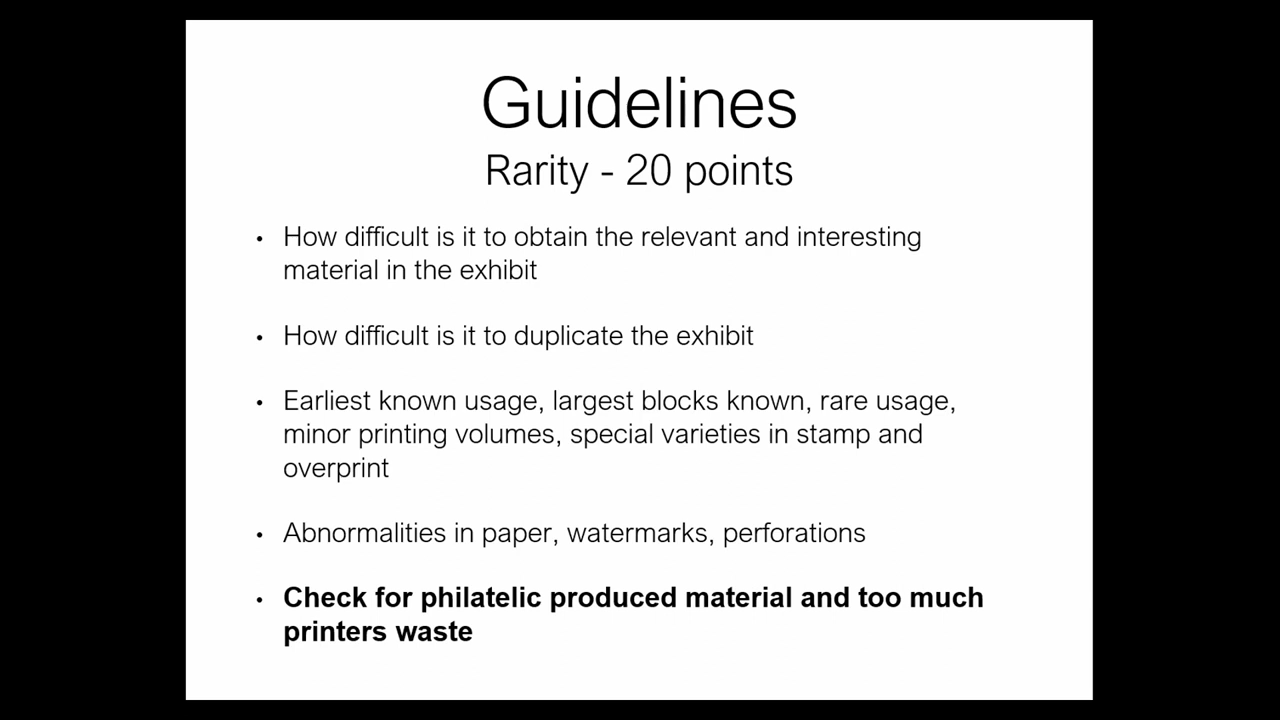 Guidelines
Rarity - 20 points
• How difficult is it to obtain the relevant and interesting
material in the exhibit
• How difficult is it to duplicate the exhibit
• Earliest known usage, largest blocks known, rare usage,
minor printing volumes, special varieties in stamp and
overprint
• Abnormalities in paper, watermarks, perforations
• Check for philatelic produced material and too much
printers waste